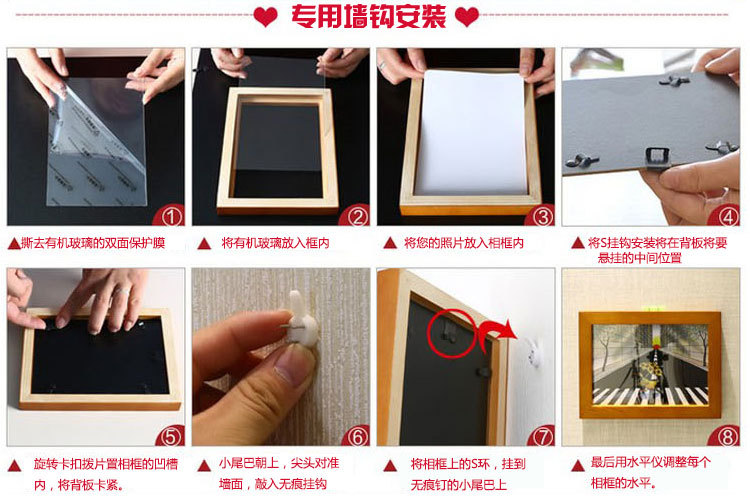 专用墙钩安装
①
②
③
④
撕去有机玻璃的双面保护膜
将有机玻璃放入框内
将您的照片放入相框内
将S挂钩安装将在背板将要
悬挂的中间位置
⑤
⑥
⑦
⑧
旋转卡扣拨片置相框的凹槽
内，将背板卡紧。
小尾巴朝上，尖头对准
墙面，敲入无痕挂钩
将相框上的S环，挂到
无痕钉的小尾巴上
最后用水平仪调整每个
相框的水平。